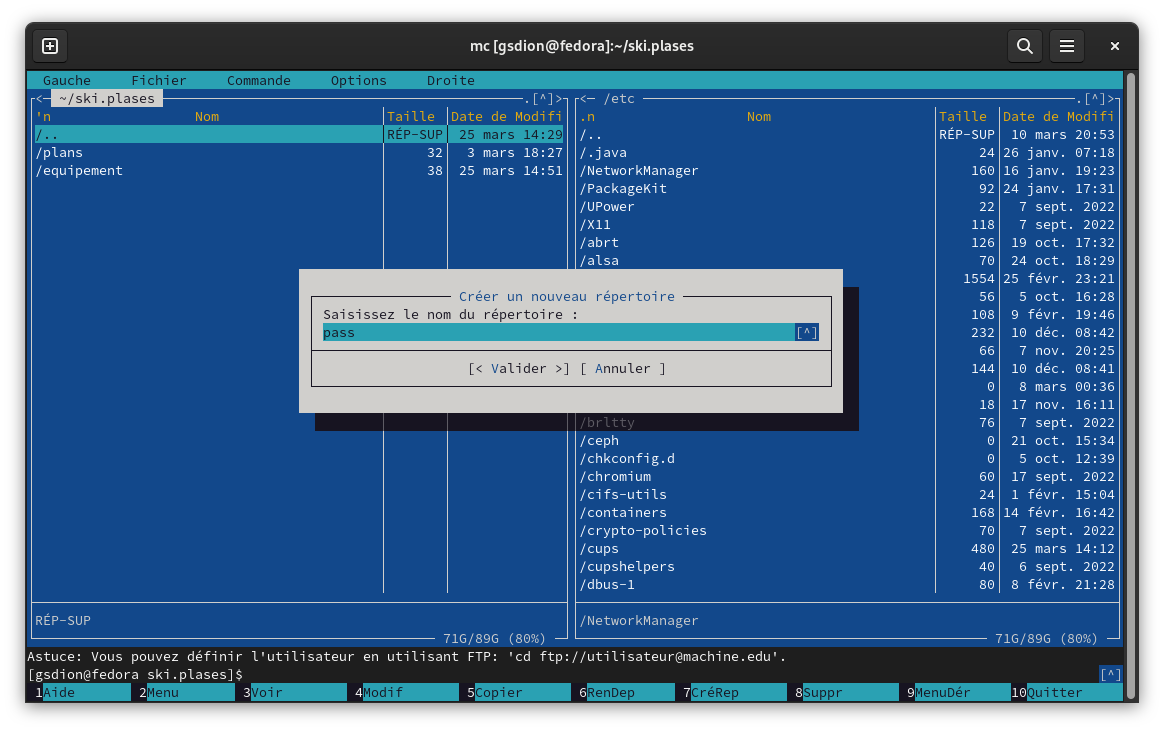 mc [gsdion@fedora]:~/ski.plases
Gauche Fichier Commande Options Droite
<─ ~/ski.plases .[^]> <─ /etc .[^]>
'n Nom Taille Date de Modifi .n Nom Taille Date de Modifi
/.. RÉP-SUP 25 mars 14:29 /.. RÉP-SUP 10 mars 20:53
/plans 32 3 mars 18:27 /.java 24 26 janv. 07:18
/equipement 38 25 mars 14:51 /NetworkManager 160 16 janv. 19:23
/PackageKit 92 24 janv. 17:31
/UPower 22 7 sept. 2022
/X11 118 7 sept. 2022
/abrt 126 19 oct. 17:32
/alsa 70 24 oct. 18:29
1554 25 févr. 23:21
Créer un nouveau répertoire 56 5 oct. 16:28
Saisissez le nom du répertoire : 108 9 févr. 19:46
pass [^] 232 10 déc. 08:42
66 7 nov. 20:25
[< Valider >] [ Annuler ] 144 10 déc. 08:41
0 8 mars 00:36
18 17 nov. 16:11
/brltty 76 7 sept. 2022
/ceph 0 21 oct. 15:34
/chkconfig.d 0 5 oct. 12:39
/chromium 60 17 sept. 2022
/cifs-utils 24 1 févr. 15:04
/containers 168 14 févr. 16:42
/crypto-policies 70 7 sept. 2022
/cups 480 25 mars 14:12
/cupshelpers 40 6 sept. 2022
/dbus-1 80 8 févr. 21:28
RÉP-SUP /NetworkManager
71G/89G (80%) 71G/89G (80%)
Astuce: Vous pouvez définir l'utilisateur en utilisant FTP: 'cd ftp://utilisateur@machine.edu'.
[gsdion@fedora ski.plases]$ [^]
1Aide 2Menu 3Voir 4Modif 5Copier 6RenDep 7CréRep 8Suppr 9MenuDér 10Quitter